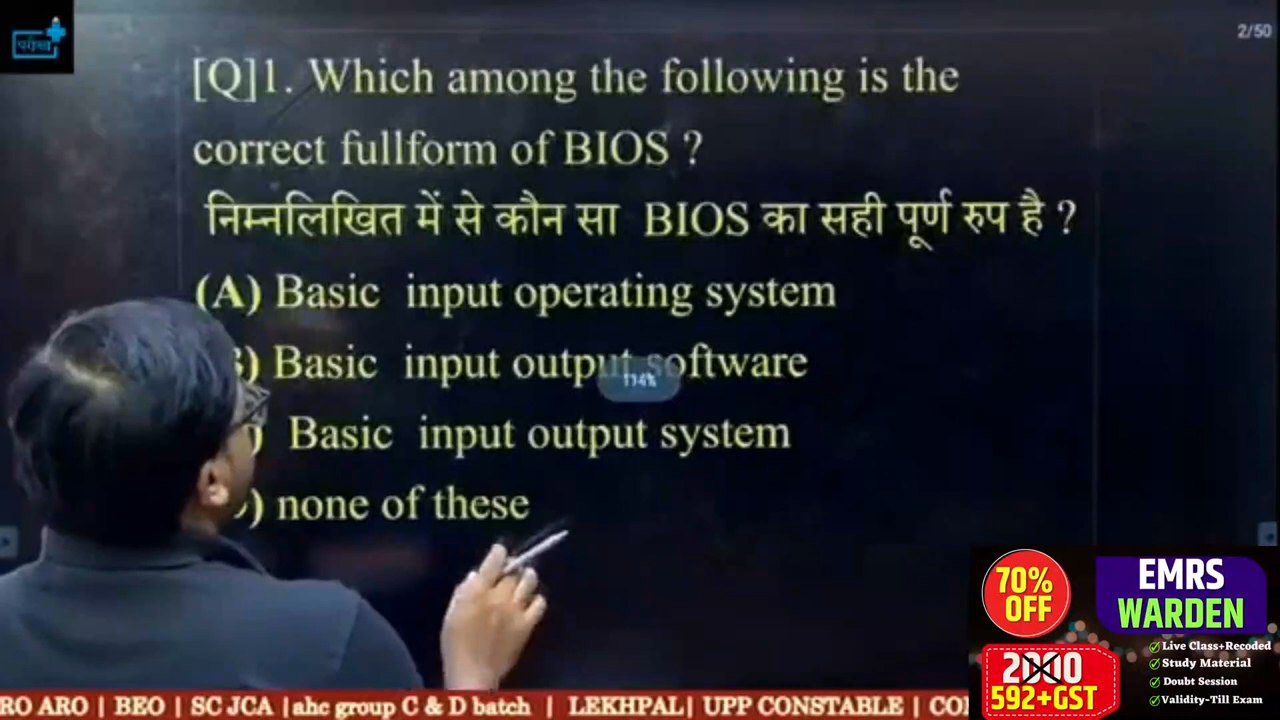 परीक्षा
2/50
[Q]1. Which among the following is the
correct fullform of BIOS ?
निम्नलिखित में से कौन सा BIOS का सही पूर्ण रुप है ?
(A) Basic input operating system
) Basic input output software
114%
) Basic input output system
) none of these
70%
OFF
EMRS
WARDEN
2000
592+GST
Live Class+Recoded
Study Material
Doubt Session
Validity-Till Exam
RO ARO | BEO | SC JCA | ahc group C & D batch | LEKHPAL| UPP CONSTABLE | CO